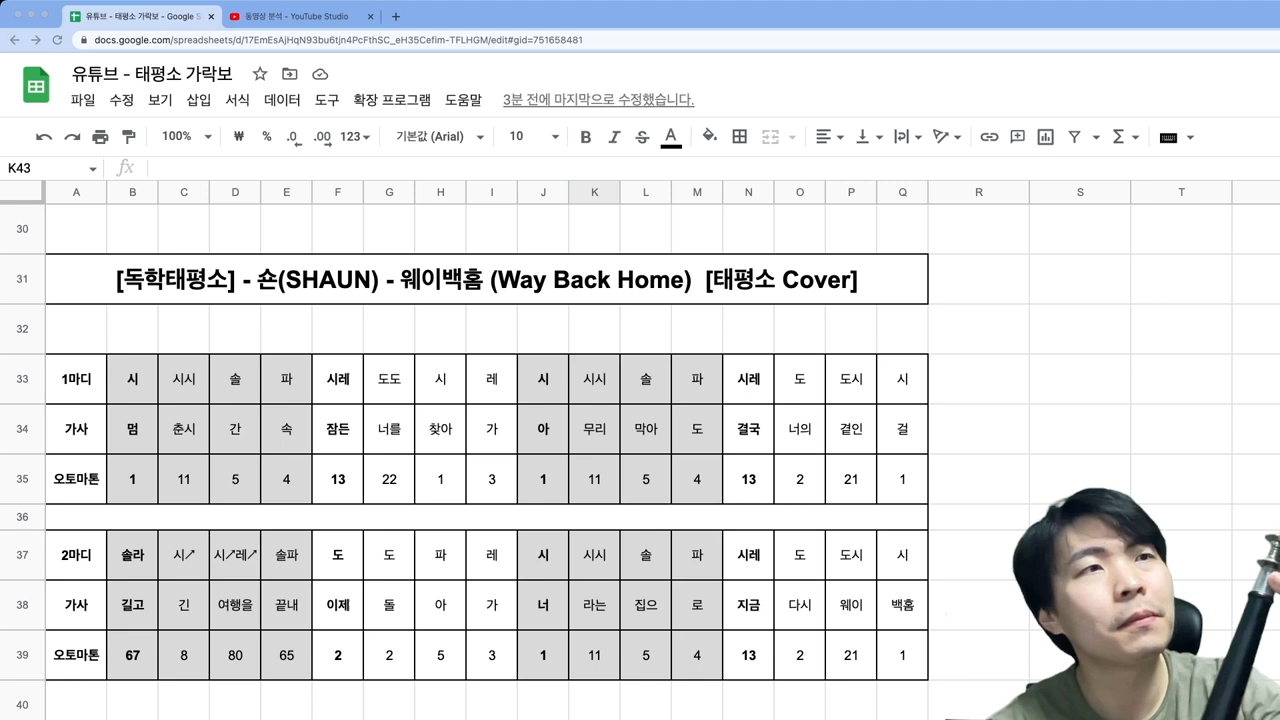 유튜브 - 태평소 가락보 - Google S
동영상 분석 - YouTube Studio
docs.google.com/spreadsheets/d/17EmEsAjHqN93bu6tjn4PcFthSC_eH35Cefim-TFLHGM/edit#gid=751658481
유튜브 - 태평소 가락보
파일 수정 보기 삽입 서식 데이터 도구 확장 프로그램 도움말 3분 전에 마지막으로 수정했습니다.
100% ₩ % .0 .00 123 기본값 (Arial) 10 B I S A
K43 fx
A B C D E F G H I J K L M N O P Q R S T
30
31 [독학태평소] - 숀(SHAUN) - 웨이백홈 (Way Back Home) [태평소 Cover]
32
33 1마디 시 시시 솔 파 시레 도도 시 레 시 시시 솔 파 시레 도 도시 시
34 가사 멈 춘시 간 속 잠든 너를 찾아 가 아 무리 막아 도 결국 너의 곁인 걸
35 오토마톤 1 11 5 4 13 22 1 3 1 11 5 4 13 2 21 1
36
37 2마디 솔라 시↗ 시↗레↗ 솔파 도 도 파 레 시 시시 솔 파 시레 도 도시 시
38 가사 길고 긴 여행을 끝내 이제 돌 아 가 너 라는 집으 로 지금 다시 웨이 백홈
39 오토마톤 67 8 80 65 2 2 5 3 1 11 5 4 13 2 21 1
40